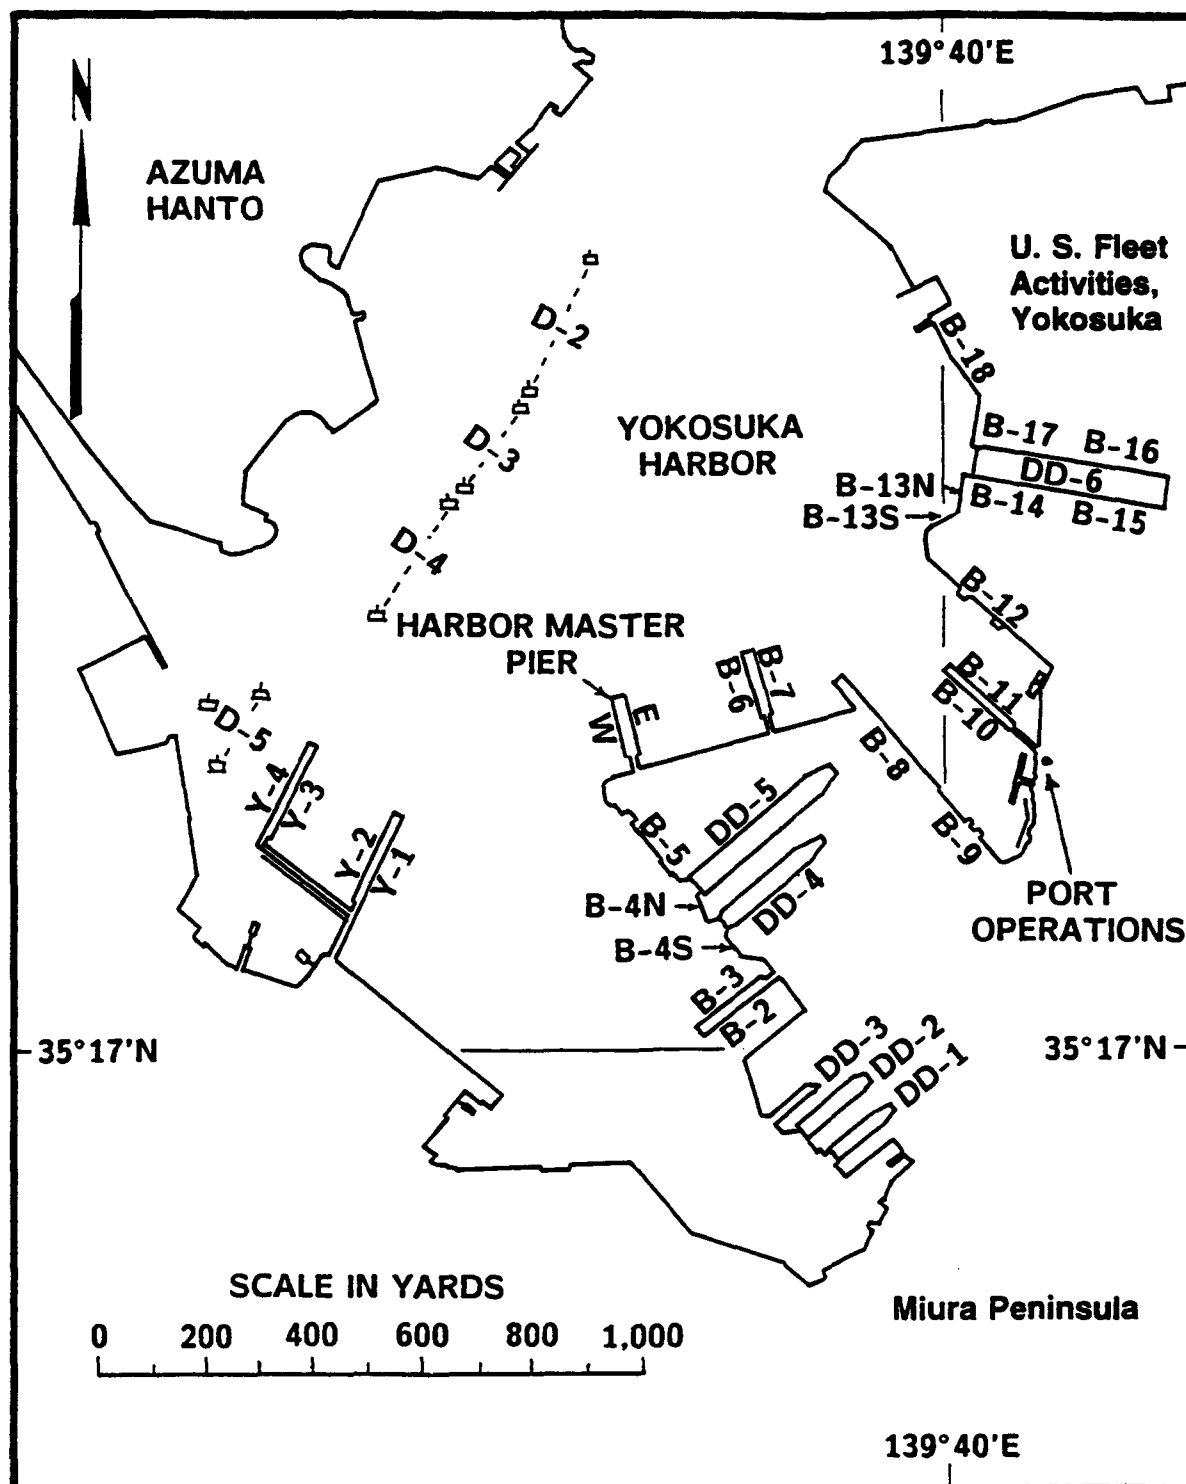 139°40'E
N
AZUMA
HANTO
U. S. Fleet
Activities,
Yokosuka
D-2
B-18
YOKOSUKA
HARBOR
D-3
B-17
B-16
DD-6
B-13N
B-14
B-15
B-13S
D-4
B-12
HARBOR MASTER
PIER
B-7
B-6
B-11
B-10
E
W
D-5
B-8
Y-4
Y-3
DD-5
B-5
B-9
Y-2
Y-1
B-4N
DD-4
PORT
OPERATIONS
B-4S
B-3
B-2
35°17'N
35°17'N
DD-3
DD-2
DD-1
SCALE IN YARDS
0 200 400 600 800 1,000
Miura Peninsula
139°40'E